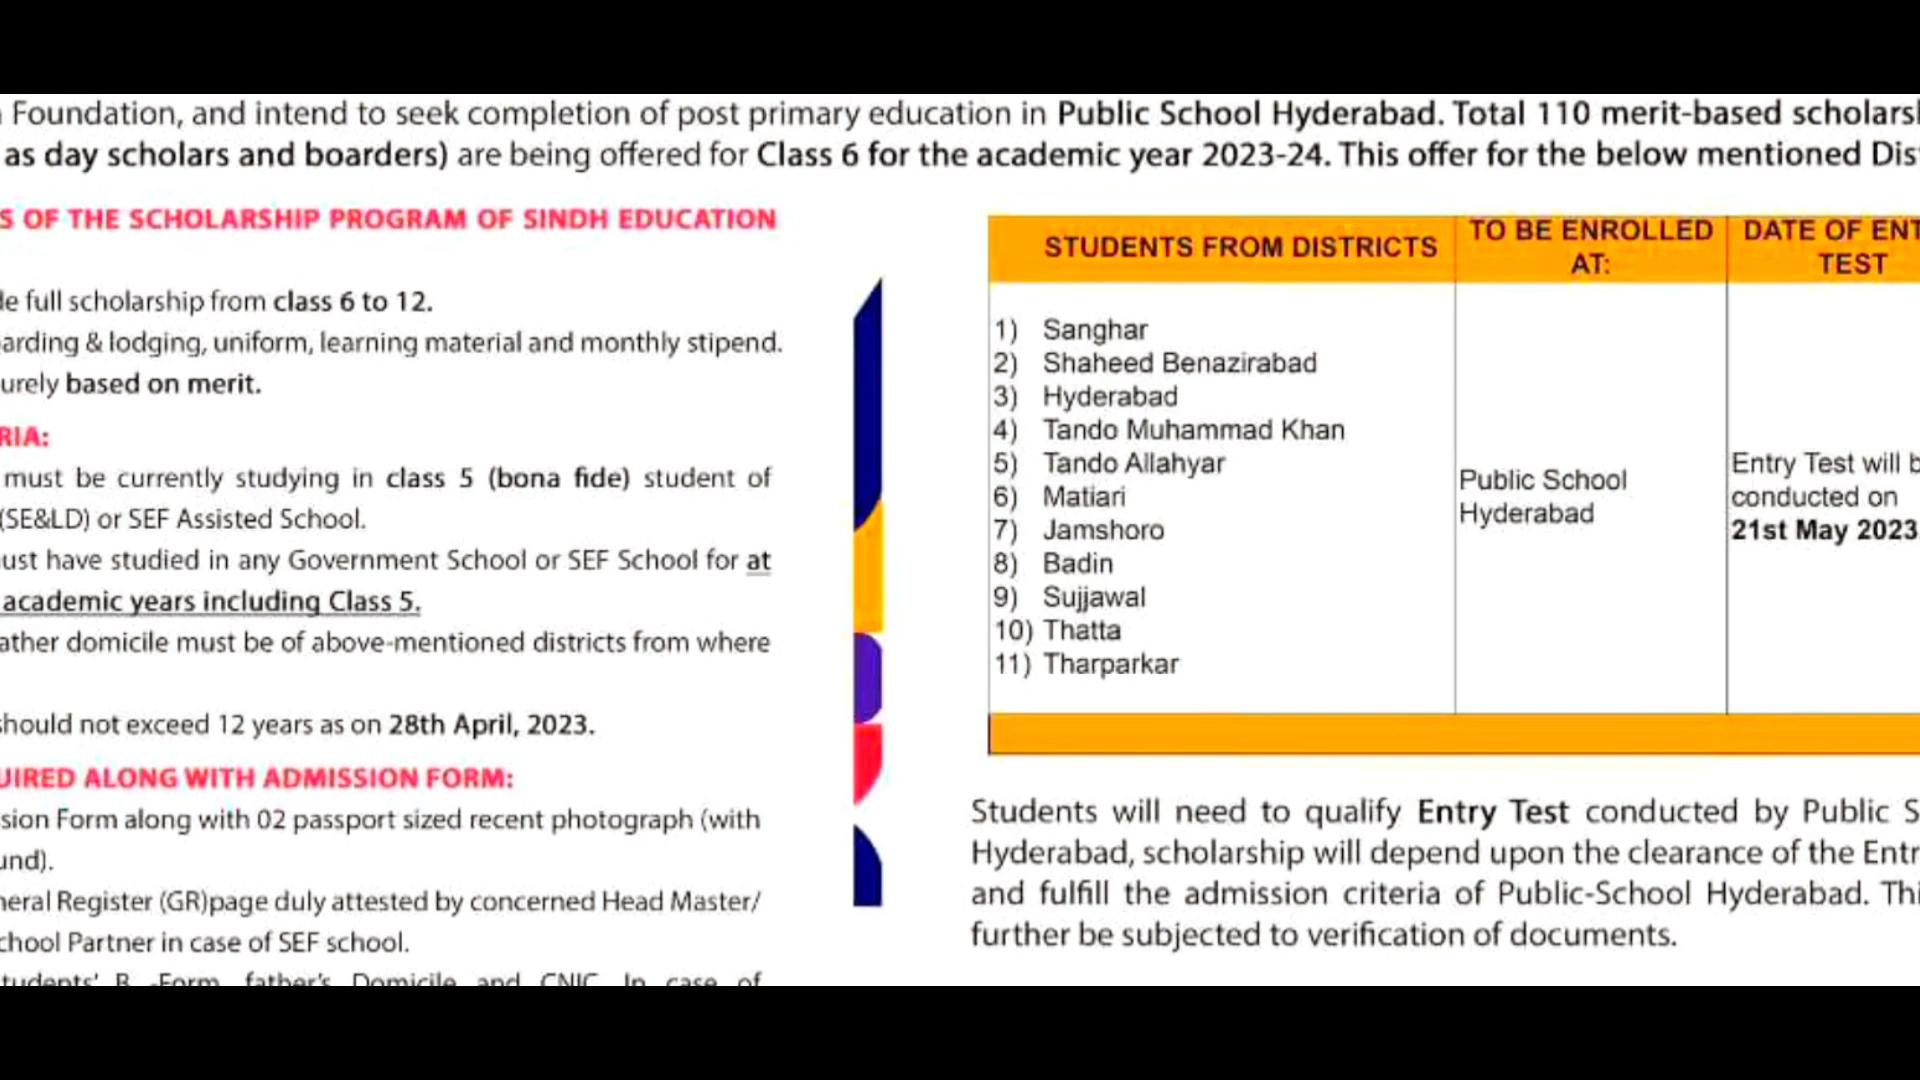 Foundation, and intend to seek completion of post primary education in Public School Hyderabad. Total 110 merit-based
as day scholars and boarders) are being offered for Class 6 for the academic year 2023-24. This offer for the below mentioned
S OF THE SCHOLARSHIP PROGRAM OF SINDH EDUCATION
full scholarship from class 6 to 12.
& lodging, uniform, learning material and monthly stipend.
based on merit.
RIA:
must be currently studying in class 5 (bona fide) student of
(SE&LD) or SEF Assisted School.
have studied in any Government School or SEF School for at
academic years including Class 5.
domicile must be of above-mentioned districts from where
should not exceed 12 years as on 28th April, 2023.
UIRED ALONG WITH ADMISSION FORM:
sion Form along with 02 passport sized recent photograph (with
und).
neral Register (GR)page duly attested by concerned Head Master/
chool Partner in case of SEF school.
tudents' B -Form, father's Domicile and CNIC. In case of
STUDENTS FROM DISTRICTS
TO BE ENROLLED AT:
DATE OF ENT
TEST
1) Sanghar
2) Shaheed Benazirabad
3) Hyderabad
4) Tando Muhammad Khan
5) Tando Allahyar
6) Matiari
7) Jamshoro
8) Badin
9) Sujjawal
10) Thatta
11) Tharparkar
Public School
Hyderabad
Entry Test will b
conducted on
21st May 2023
Students will need to qualify Entry Test conducted by Public S
Hyderabad, scholarship will depend upon the clearance of the Entr
and fulfill the admission criteria of Public-School Hyderabad. Thi
further be subjected to verification of documents.